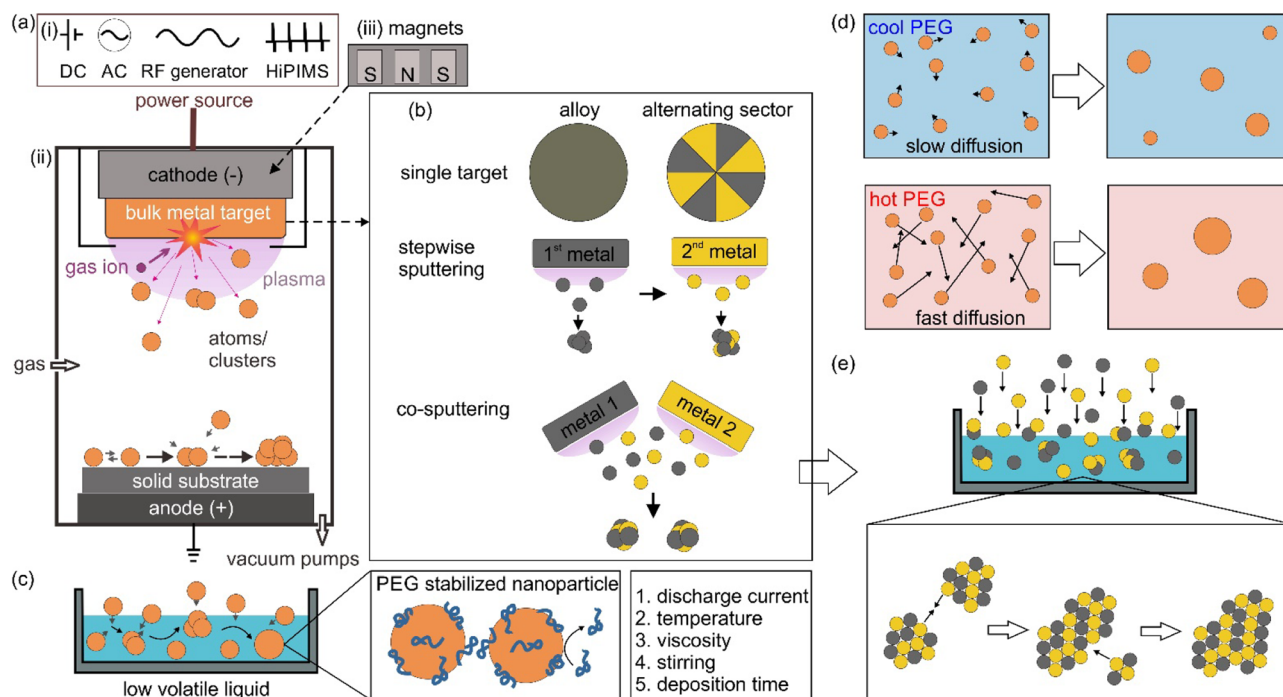 (a)
(i)
DC AC RF generator HiPIMS
power source
(iii) magnets
S N S
(ii)
cathode (-)
bulk metal target
gas ion
plasma
atoms/
clusters
gas
solid substrate
anode (+)
vacuum pumps
(b)
alloy
alternating sector
single target
stepwise
sputtering
1st metal
2nd metal
co-sputtering
metal 1
metal 2
(c)
low volatile liquid
PEG stabilized nanoparticle
1. discharge current
2. temperature
3. viscosity
4. stirring
5. deposition time
(d)
cool PEG
slow diffusion
hot PEG
fast diffusion
(e)